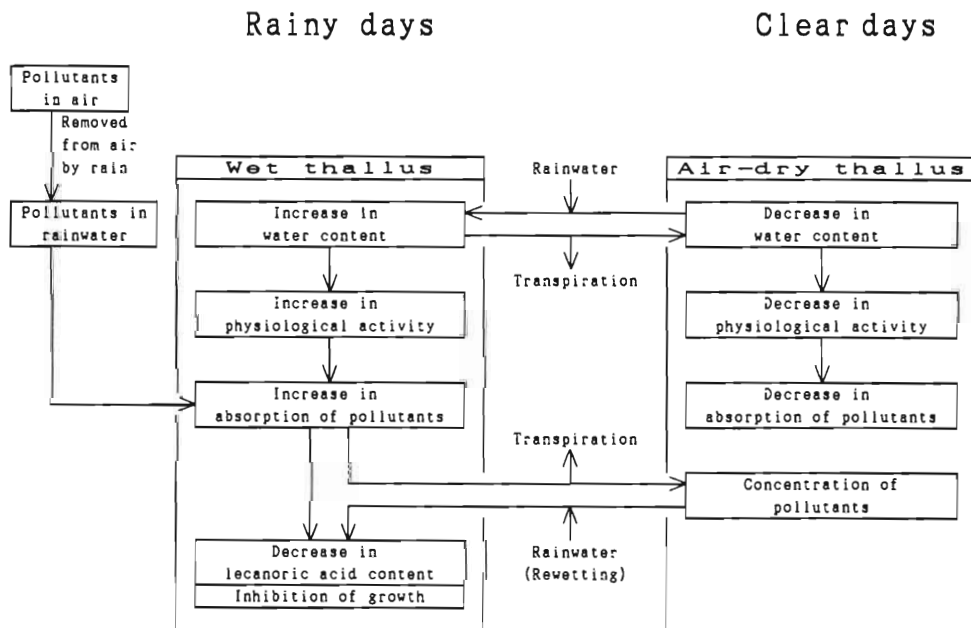 Rainy days
Clear days
Pollutants
in air
Removed
from air
by rain
Pollutants in
rainwater
Wet thallus
Increase in
water content
Increase in
physiological activity
Increase in
absorption of pollutants
Decrease in
lecanoric acid content
Inhibition of growth
Rainwater
Transpiration
Transpiration
Rainwater
(Rewetting)
Air-dry thallus
Decrease in
water content
Decrease in
physiological activity
Decrease in
absorption of pollutants
Concentration of
pollutants